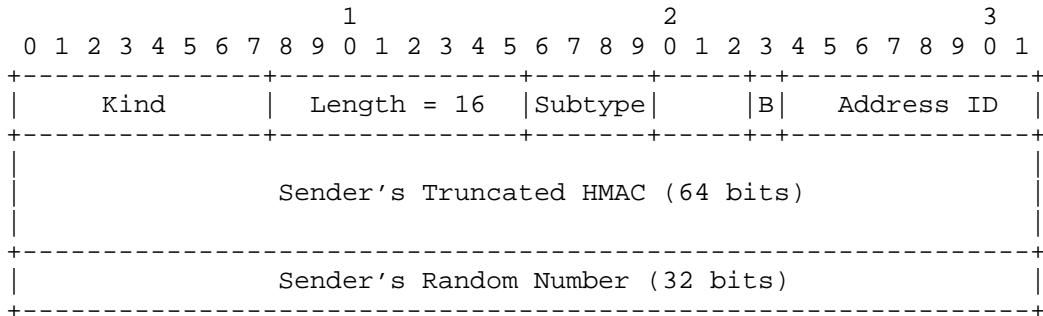 1                   2                   3
 0 1 2 3 4 5 6 7 8 9 0 1 2 3 4 5 6 7 8 9 0 1 2 3 4 5 6 7 8 9 0 1
+---------------+---------------+-------+-----+-+---------------+
|     Kind      |  Length = 16  |Subtype|     |B|   Address ID  |
+---------------+---------------+-------+-----+-+---------------+
|                                                               |
|                Sender's Truncated HMAC (64 bits)              |
|                                                               |
+---------------------------------------------------------------+
|                Sender's Random Number (32 bits)               |
+---------------------------------------------------------------+